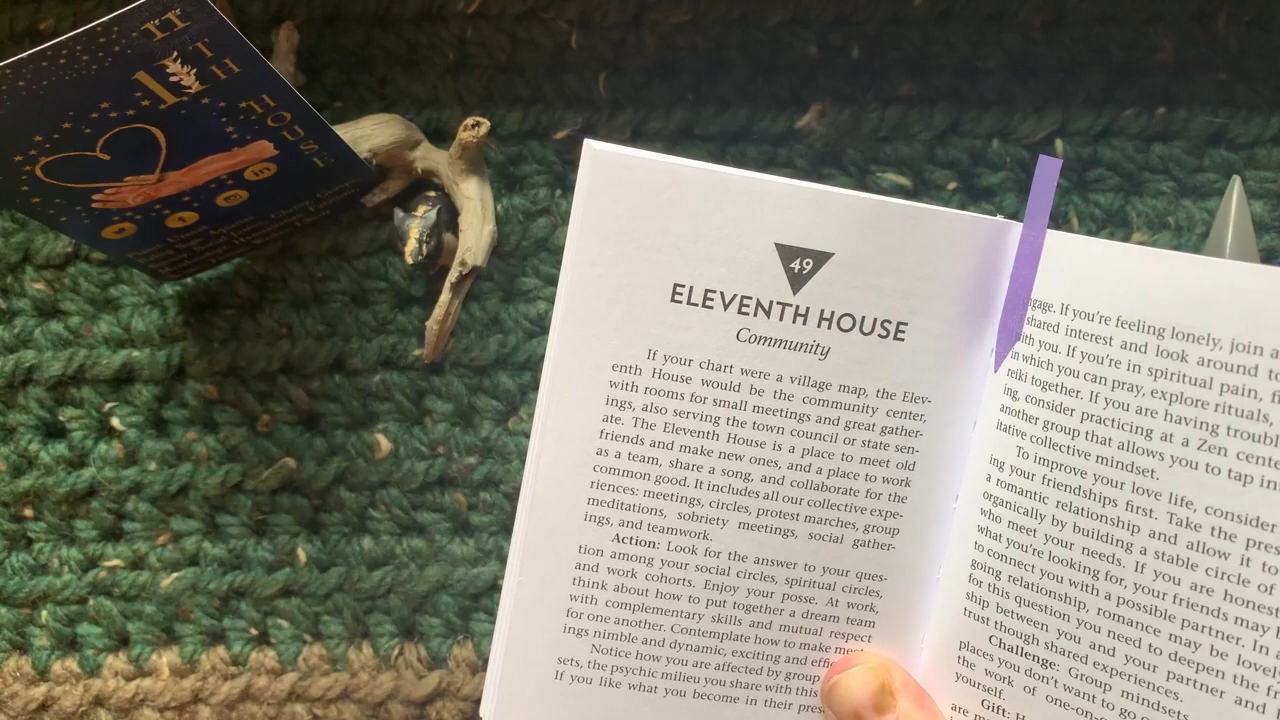 11
11
TH
HOUSE
in
f
49
ELEVENTH HOUSE
Community
If your chart were a village map, the Elev-
enth House would be the community center,
with rooms for small meetings and great gather-
ings, also serving the town council or state sen-
ate. The Eleventh House is a place to meet old
friends and make new ones, and a place to work
as a team, share a song, and collaborate for the
common good. It includes all our collective expe-
riences: meetings, circles, protest marches, group
meditations, sobriety meetings, social gather-
ings, and teamwork.
Action: Look for the answer to your ques-
tion among your social circles, spiritual circles,
and work cohorts. Enjoy your posse. At work,
think about how to put together a dream team
with complementary skills and mutual respect
for one another. Contemplate how to make meet-
ings nimble and dynamic, exciting and
Notice how you are affected by group
sets, the psychic milieu you share with this
If you like what you become in their
engage. If you're feeling lonely, join a
shared interest and look around to
with you. If you're in spiritual pain,
in which you can pray, explore rituals,
reiki together. If you are having
ing, consider practicing at a Zen
another group that allows you to tap
itative collective mindset.
To improve your love life, consider
ing your friendships first. Take the
a romantic relationship and allow it to
organically by building a stable circle of
who meet your needs. If you are honest
what you're looking for, your friends may
to connect you with a possible partner. In a
going relationship, romance may be
for this question you need to deepen the
ship between you and your partner and
trust though shared experiences.
Challenge: Group mindsets.
places you don't want to go
the work of
yourself.
Gift:
are